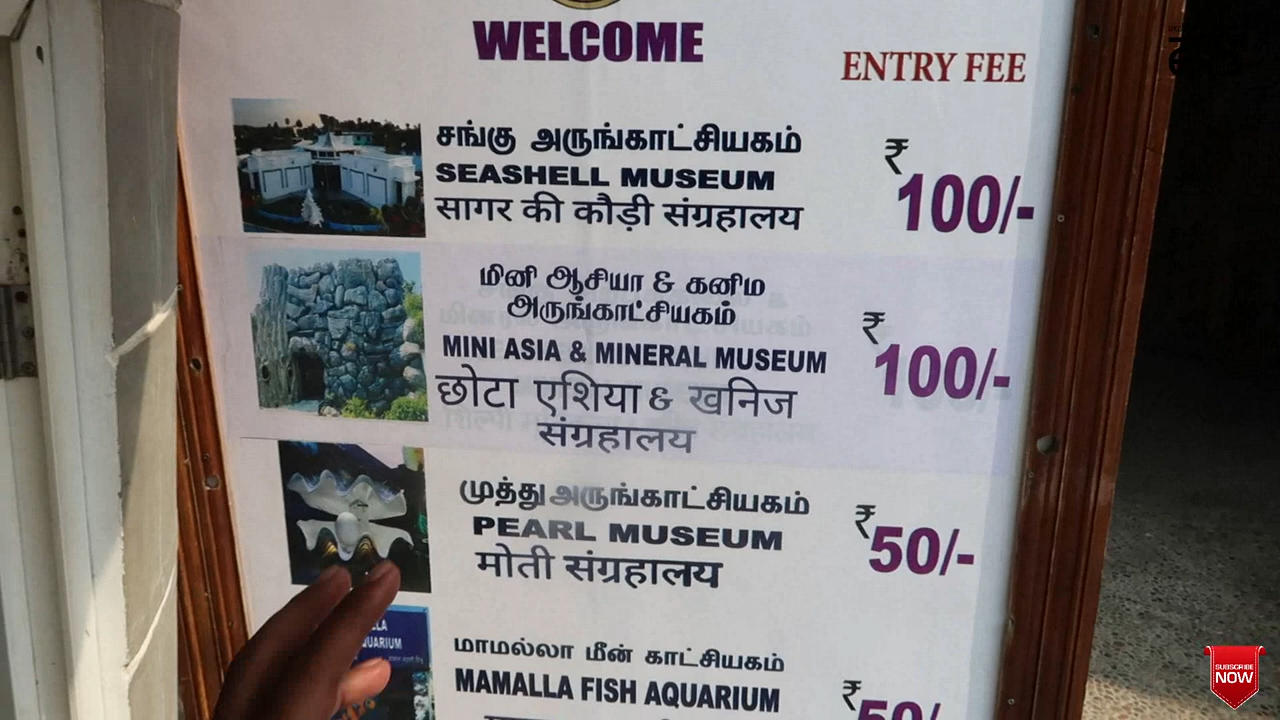 WELCOME
ENTRY FEE
சங்கு அருங்காட்சியகம்
SEASHELL MUSEUM
सागर की कौड़ी संग्रहालय
₹ 100/-
மினி ஆசியா & கனிம
அருங்காட்சியகம்
MINI ASIA & MINERAL MUSEUM
छोटा एशिया & खनिज
संग्रहालय
₹ 100/-
முத்து அருங்காட்சியகம்
PEARL MUSEUM
मोती संग्रहालय
₹ 50/-
மாமல்லா மீன் காட்சியகம்
MAMALLA FISH AQUARIUM
₹ 50/-
SUBSCRIBE
NOW